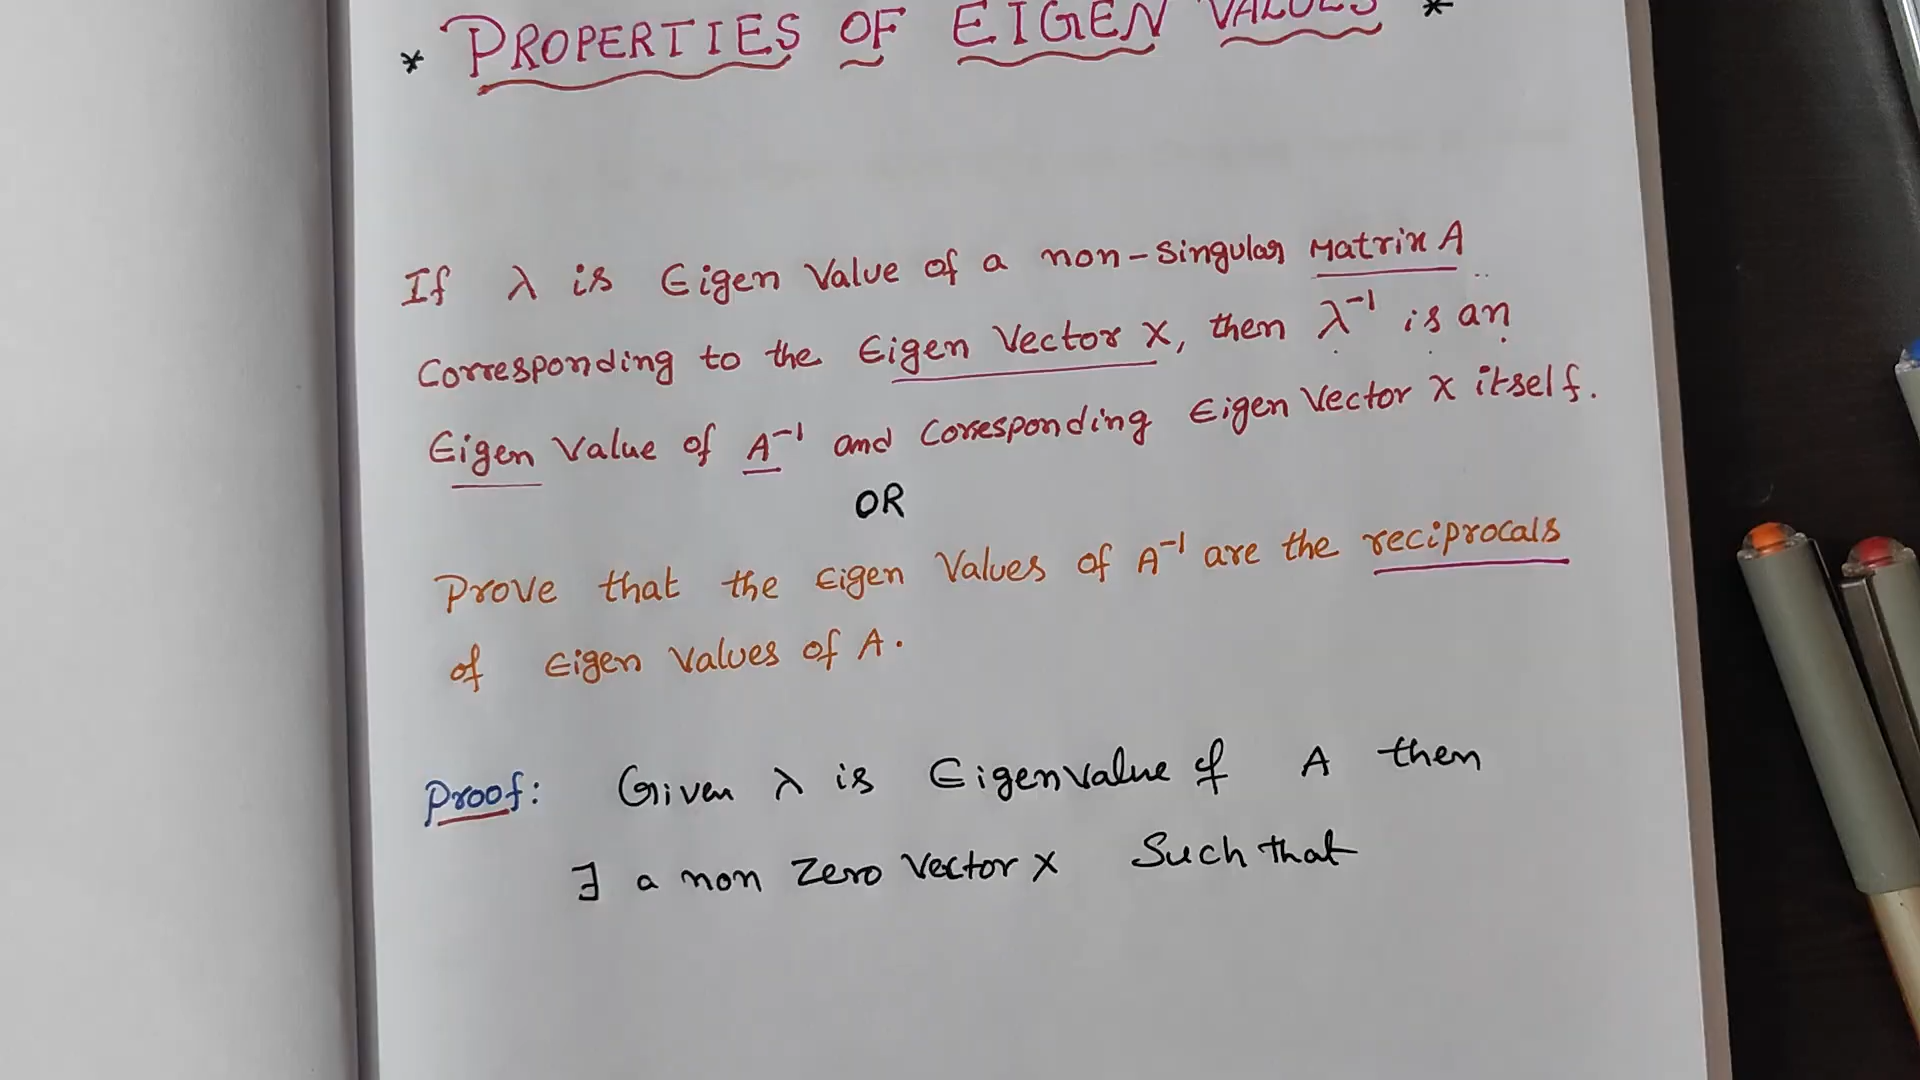 * PROPERTIES OF EIGEN VALUES *
If λ is Eigen Value of a non-singular Matrix A
Corresponding to the Eigen Vector X, then λ⁻¹ is an
Eigen Value of A⁻¹ and Corresponding Eigen Vector X itself.
OR
Prove that the Eigen Values of A⁻¹ are the reciprocals
of Eigen Values of A.
Proof: Given λ is Eigenvalue of A then
∃ a non Zero Vector X Such that